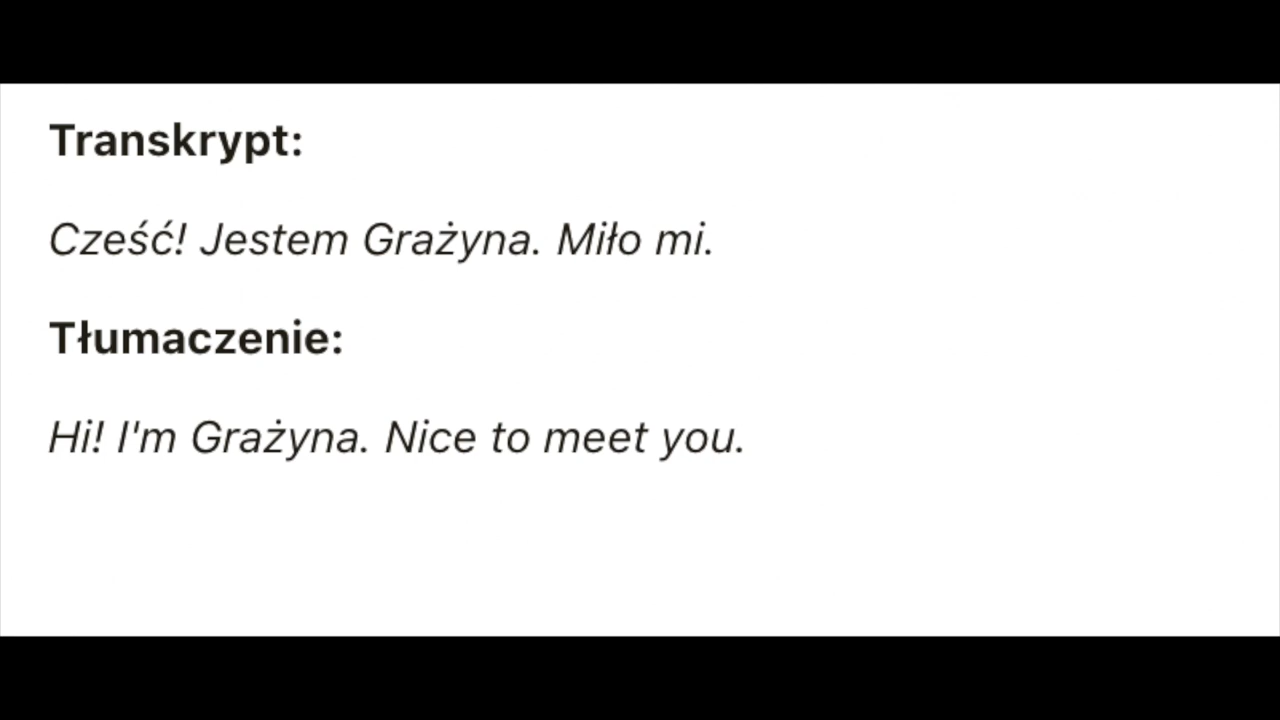 Transkrypt:
Cześć! Jestem Grażyna. Miło mi.
Tłumaczenie:
Hi! I'm Grażyna. Nice to meet you.